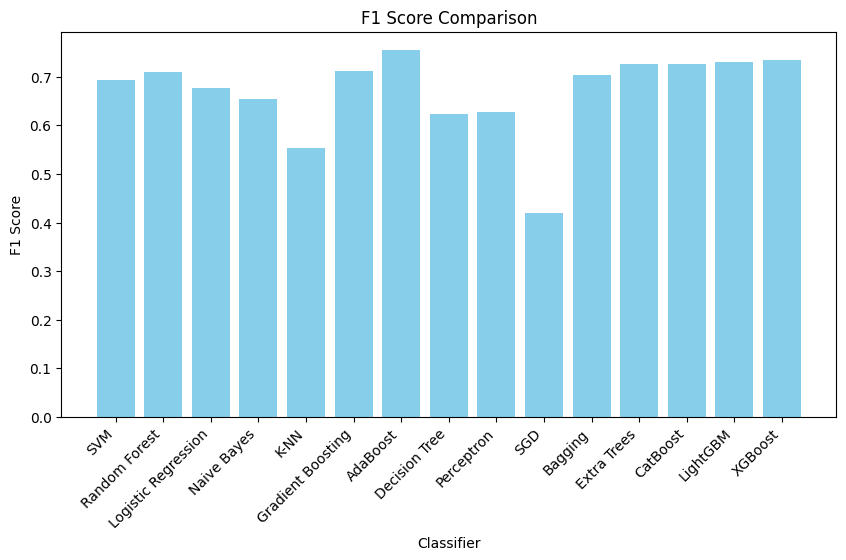 F1 Score Comparison
F1 Score
0.7
0.6
0.5
0.4
0.3
0.2
0.1
0.0
SVM
Random Forest
Logistic Regression
Naive Bayes
K-NN
Gradient Boosting
AdaBoost
Decision Tree
Perceptron
SGD
Bagging
Extra Trees
CatBoost
LightGBM
XGBoost
Classifier